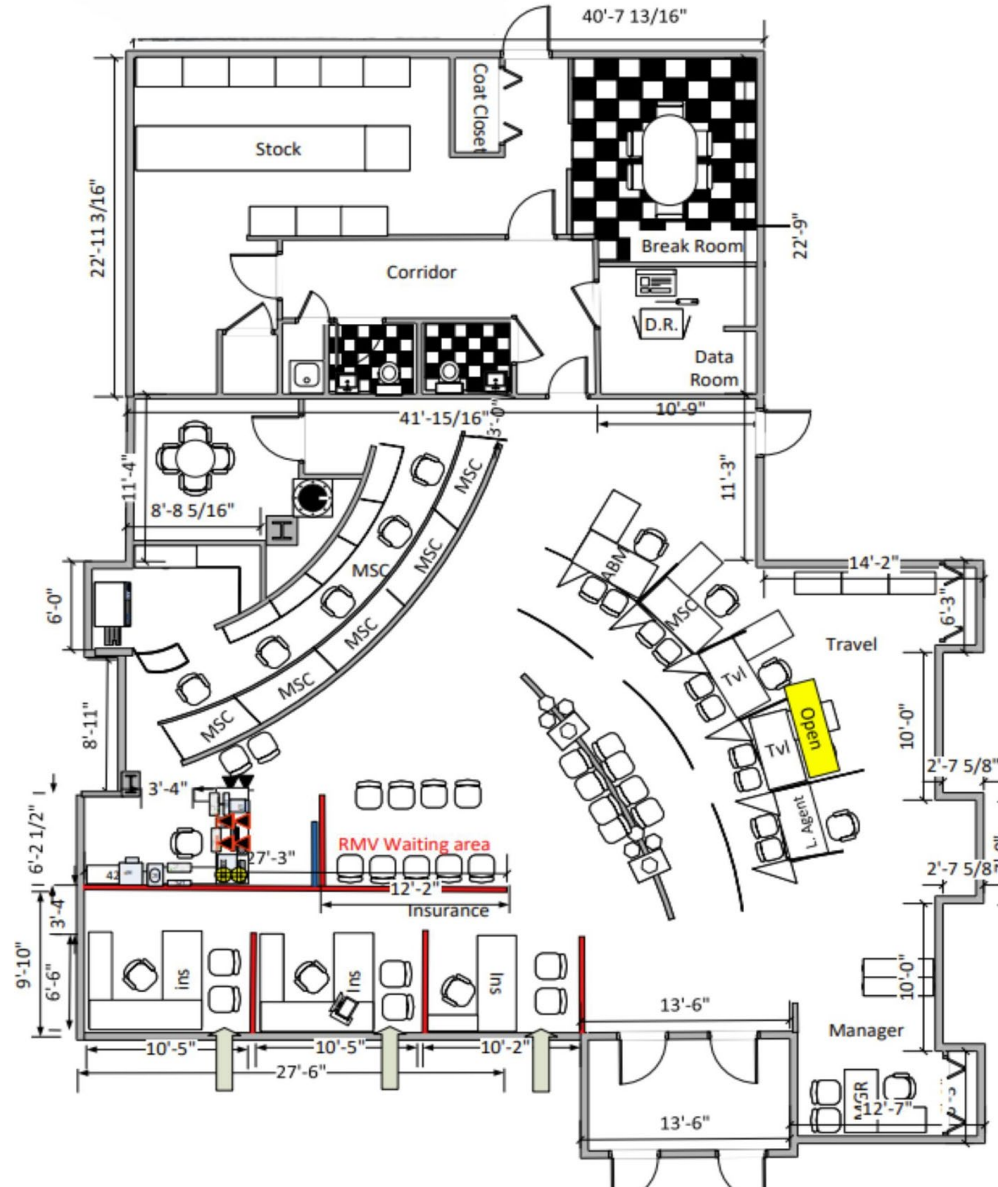 40'-7 13/16"
Coat Closet
Stock
22'-11 3/16"
22'-9"
Break Room
Corridor
D.R.
Data
Room
41'-15/16"
3'-0"
10'-9"
11'-4"
11'-3"
8'-8 5/16"
MSC
MSC
MSC
MSC
MSC
MSC
ABM
MSC
Tvl
Tvl
Open
L. Agent
14'-2"
6'-3"
Travel
6'-0"
8'-11"
10'-0"
2'-7 5/8"
3'-4"
6'-2 1/2"
RMV Waiting area
27'-3"
42
12'-2"
Insurance
2'-7 5/8"
3'-4"
9'-10"
6'-6"
ins
Ins
Ins
10'-0"
13'-6"
Manager
10'-5"
10'-5"
10'-2"
27'-6"
MGR
12'-7"
13'-6"